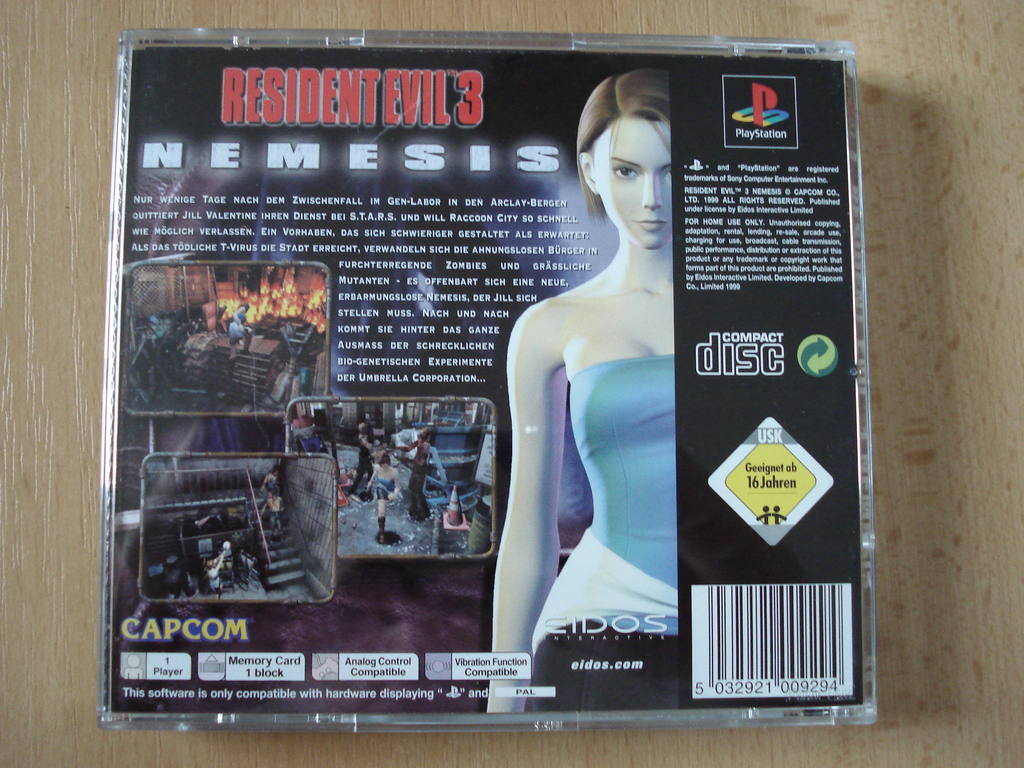 RESIDENT EVIL™ 3
NEMESIS
NUR WENIGE TAGE NACH DEM ZWISCHENFALL IM GEN-LABOR IN DEN ARCLAY-BERGEN
QUITTIERT JILL VALENTINE IHREN DIENST BEI S.T.A.R.S. UND WILL RACCOON CITY SO SCHNELL
WIE MÖGLICH VERLASSEN. EIN VORHABEN, DAS SICH SCHWIERIGER GESTALTET ALS ERWARTET:
ALS DAS TÖDLICHE T-VIRUS DIE STADT ERREICHT, VERWANDELN SICH DIE AHNUNGSLOSEN BÜRGER IN
FURCHTERREGENDE ZOMBIES UND GRÄSSLICHE
MUTANTEN - ES OFFENBART SICH EINE NEUE,
ERBARMUNGSLOSE NEMESIS, DER JILL SICH
STELLEN MUSS. NACH UND NACH
KOMMT SIE HINTER DAS GANZE
AUSMASS DER SCHRECKLICHEN
BIO-GENETISCHEN EXPERIMENTE
DER UMBRELLA CORPORATION...
CAPCOM
1
Player
Memory Card
1 block
Analog Control
Compatible
Vibration Function
Compatible
This software is only compatible with hardware displaying " " and
PAL
EIDOS
INTERACTIVE
eidos.com
PlayStation
" " and "PlayStation" are registered
trademarks of Sony Computer Entertainment Inc.
RESIDENT EVIL™ 3 NEMESIS © CAPCOM CO.,
LTD. 1999 ALL RIGHTS RESERVED. Published
under license by Eidos Interactive Limited
FOR HOME USE ONLY. Unauthorised copying,
adaptation, rental, lending, re-sale, arcade use,
charging for use, broadcast, cable transmission,
public performance, distribution or extraction of this
product or any trademark or copyright work that
forms part of this product are prohibited. Published
by Eidos Interactive Limited. Developed by Capcom
Co., Limited 1999
COMPACT
disc
USK
Geeignet ab
16 Jahren
5 032921 009294